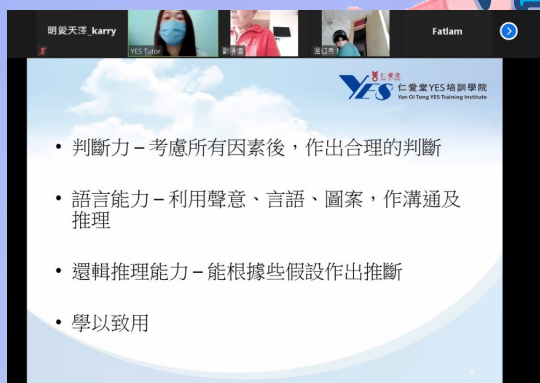 明愛天澤_karry
YES Tutor
Fatlam
仁愛堂
YES 仁愛堂YES培訓學院
Yan Oi Tong YES Training Institute
• 判斷力 – 考慮所有因素後，作出合理的判斷
• 語言能力 – 利用聲意、言語、圖案，作溝通及
推理
• 還輯推理能力 – 能根據些假設作出推斷
• 學以致用